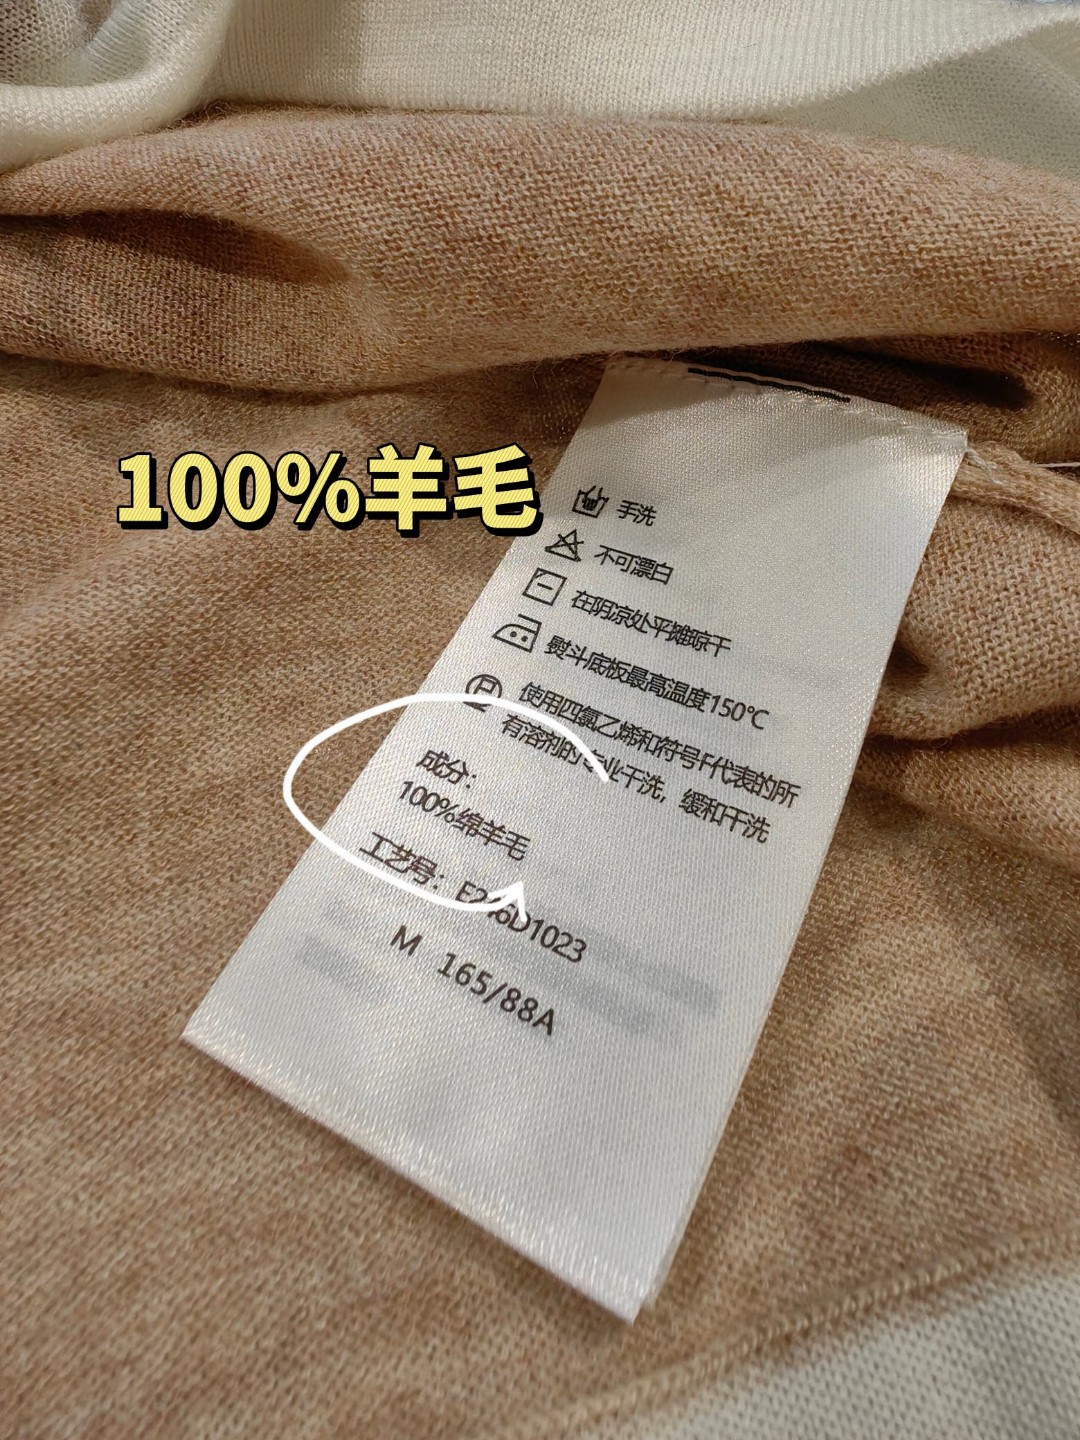 100%羊毛
手洗
不可漂白
在阴凉处平摊晾干
熨斗底板最高温度150℃
使用四氯乙烯和符号F代表的所
有溶剂的专业干洗，缓和干洗
成分：
100%绵羊毛
工艺号：
M 165/88A